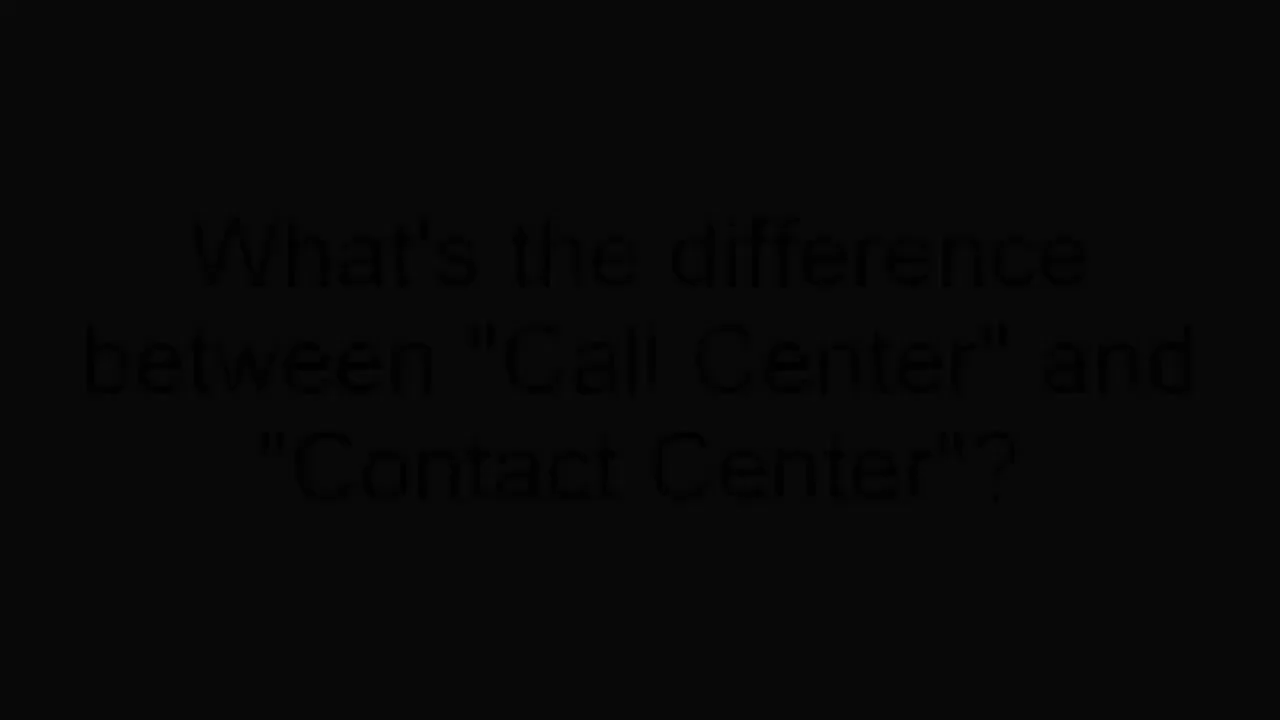 What's the difference
between "Call Center" and
"Contact Center"?